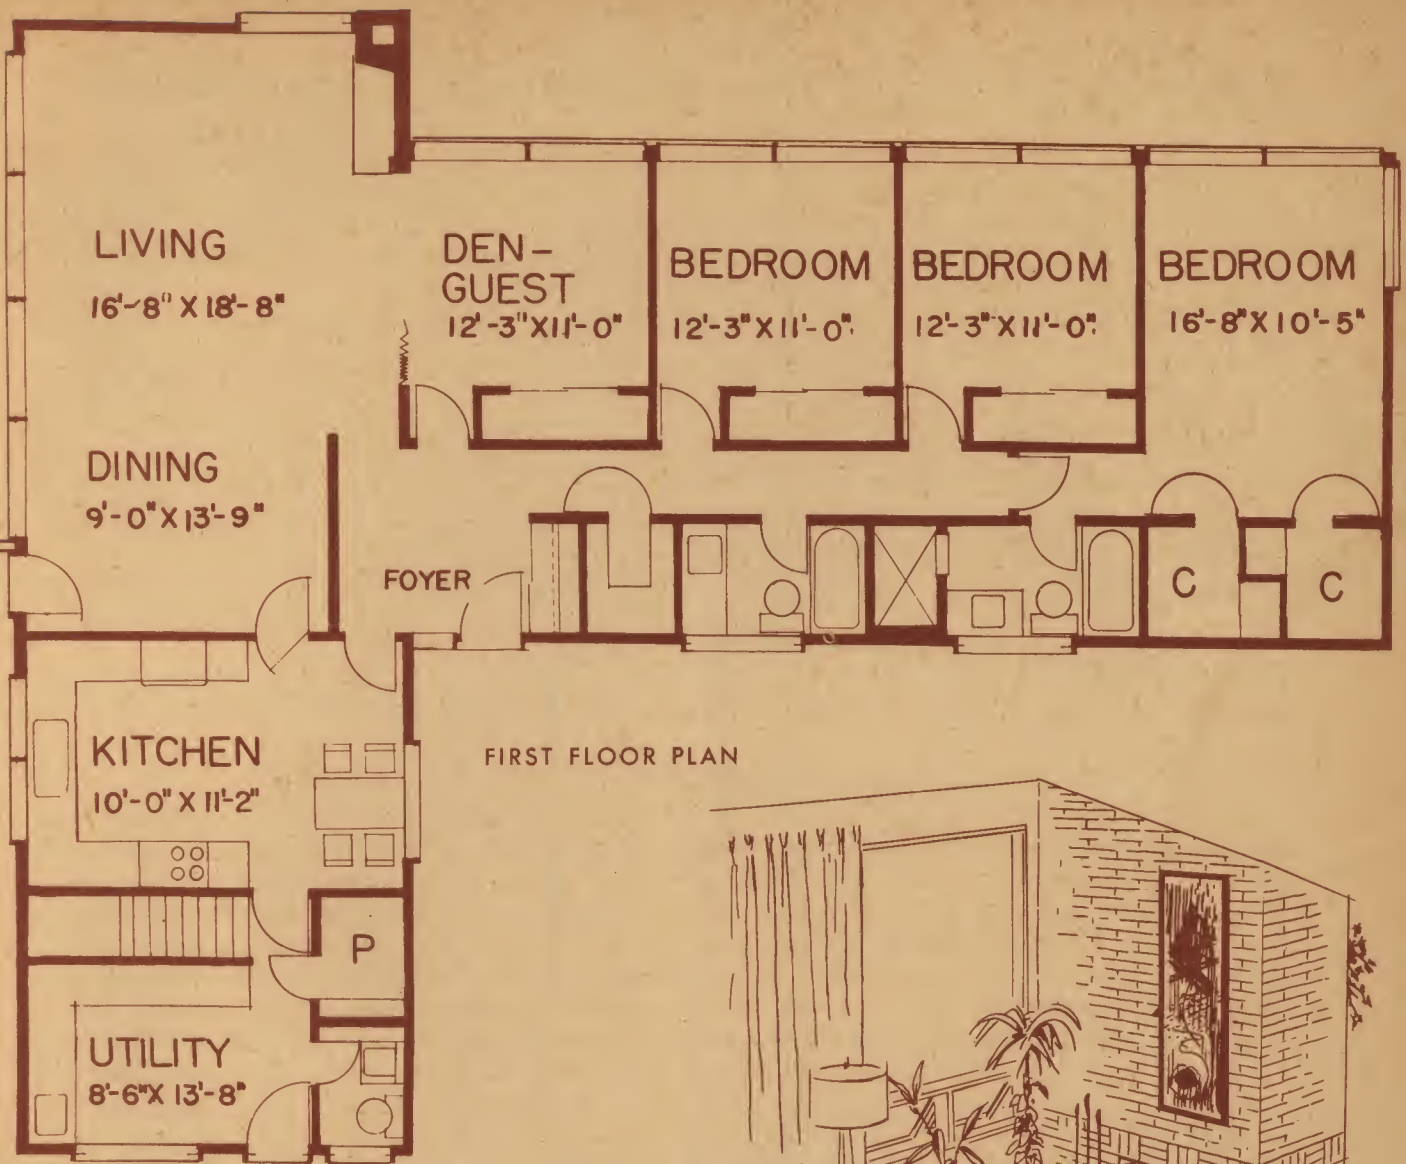 LIVING
16'-8" X 18'-8"
DEN-
GUEST
12'-3" X 11'-0"
BEDROOM
12'-3" X 11'-0"
BEDROOM
12'-3" X 11'-0"
BEDROOM
16'-8" X 10'-5"
DINING
9'-0" X 13'-9"
FOYER
C
C
KITCHEN
10'-0" X 11'-2"
FIRST FLOOR PLAN
P
UTILITY
8'-6" X 13'-8"